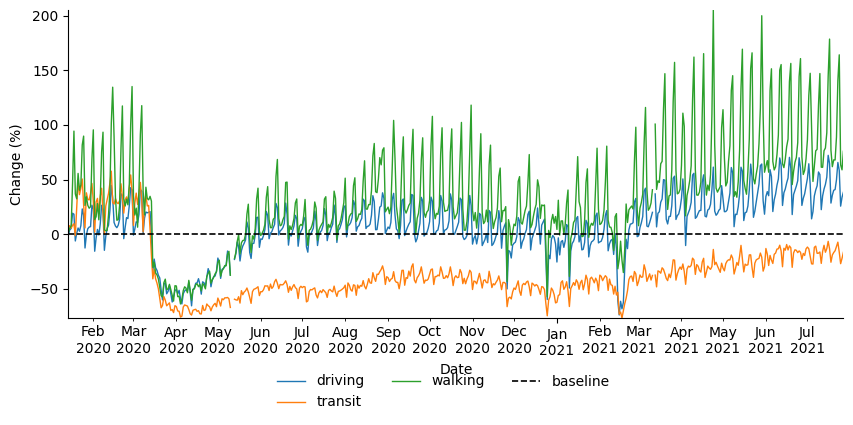 Change (%)
200
150
100
50
0
−50
Feb Mar Apr May Jun Jul Aug Sep Oct Nov Dec Jan Feb Mar Apr May Jun Jul
2020 2020 2020 2020 2020 2020 2020 2020 2020 2020 2020 2021 2021 2021 2021 2021 2021 2021
Date
driving walking baseline
transit